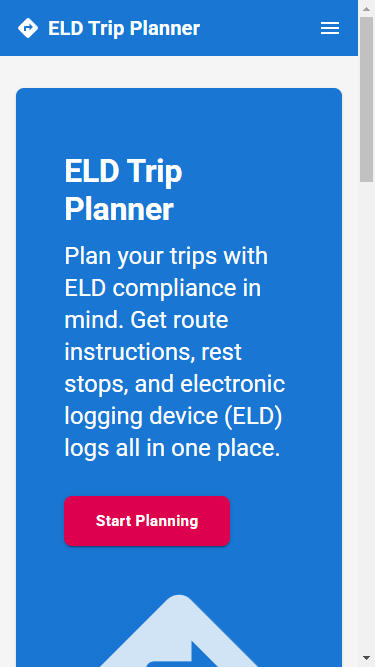 ELD Trip Planner
ELD Trip
Planner
Plan your trips with
ELD compliance in
mind. Get route
instructions, rest
stops, and electronic
logging device (ELD)
logs all in one place.
Start Planning